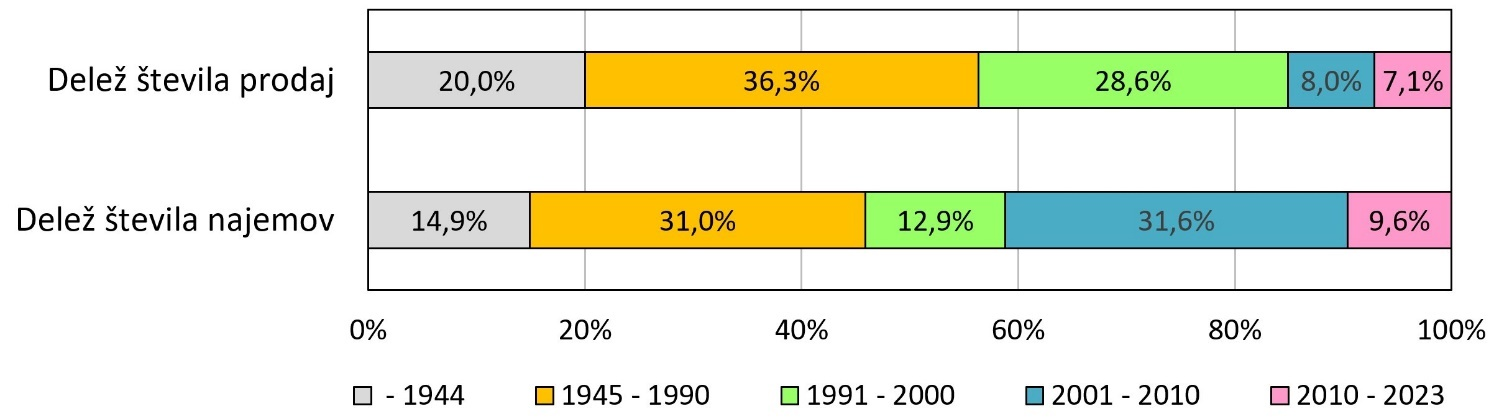 Delež števila prodaj 20,0% 36,3% 28,6% 8,0% 7,1%
Delež števila najemov 14,9% 31,0% 12,9% 31,6% 9,6%
0% 20% 40% 60% 80% 100%
- 1944 1945 - 1990 1991 - 2000 2001 - 2010 2010 - 2023